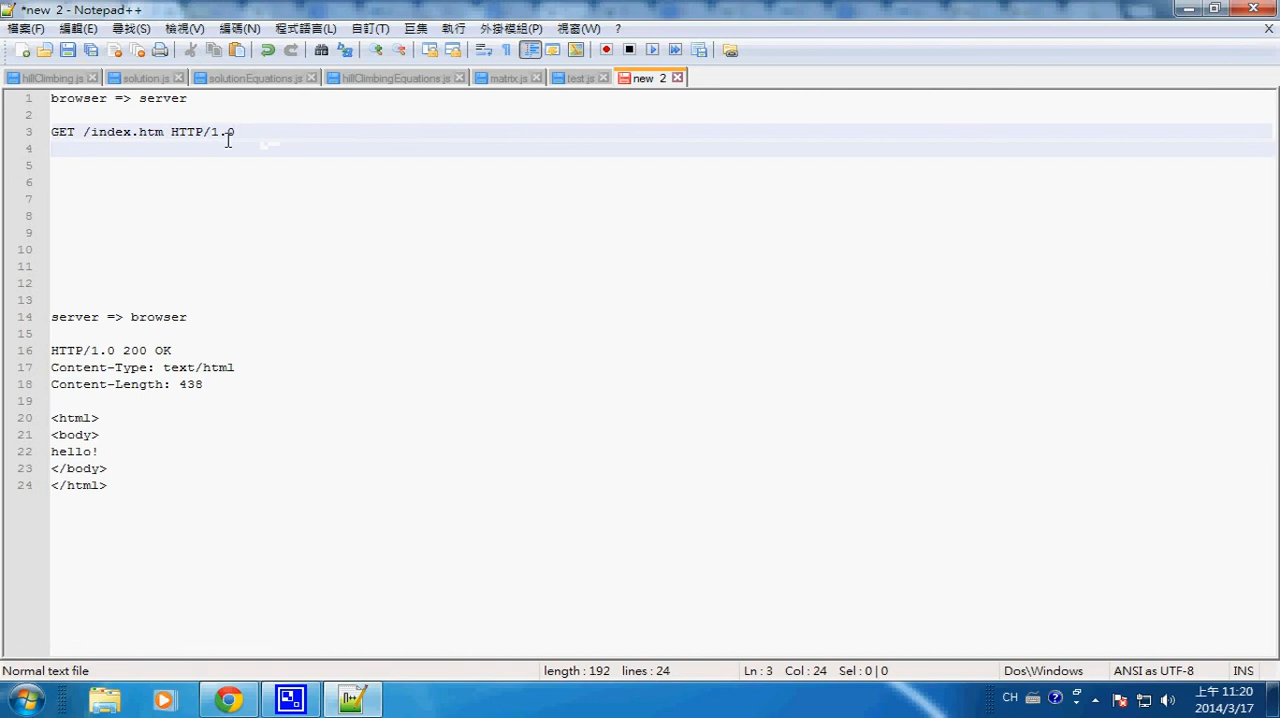 *new 2 - Notepad++
檔案(F) 編輯(E) 尋找(S) 檢視(V) 編碼(N) 程式語言(L) 自訂(T) 巨集 執行 外掛模組(P) 視窗(W) ? X
hillClimbing.js solution.js solutionEquations.js hillClimbingEquations.js matrix.js test.js new 2
1 browser => server
2
3 GET /index.htm HTTP/1.0
4
5
6
7
8
9
10
11
12
13
14 server => browser
15
16 HTTP/1.0 200 OK
17 Content-Type: text/html
18 Content-Length: 438
19
20 <html>
21 <body>
22 hello!
23 </body>
24 </html>
Normal text file length : 192 lines : 24 Ln : 3 Col : 24 Sel : 0 | 0 Dos\Windows ANSI as UTF-8 INS
CH 上午 11:20
2014/3/17